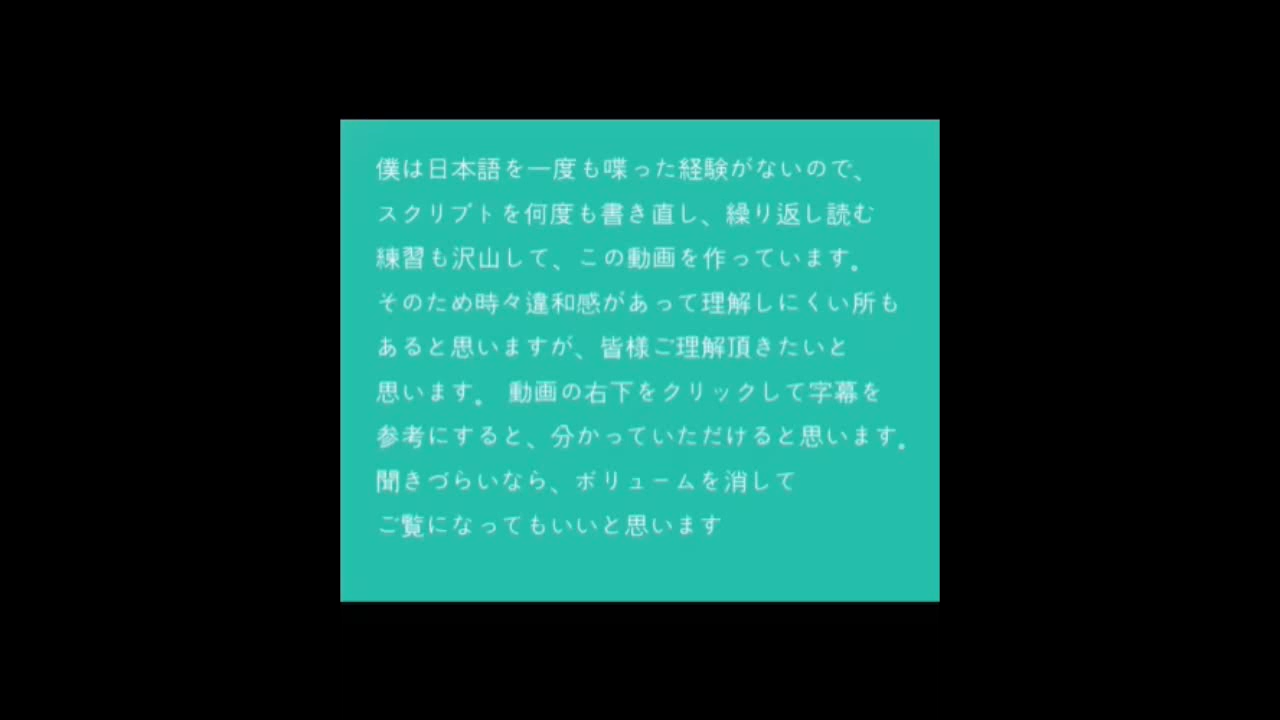 僕は日本語を一度も喋った経験がないので、
スクリプトを何度も書き直し、繰り返し読む
練習も沢山して、この動画を作っています。
そのため時々違和感があって理解しにくい所も
あると思いますが、皆様ご理解頂きたいと
思います。 動画の右下をクリックして字幕を
参考にすると、分かっていただけると思います。
聞きづらいなら、ボリュームを消して
ご覧になってもいいと思います